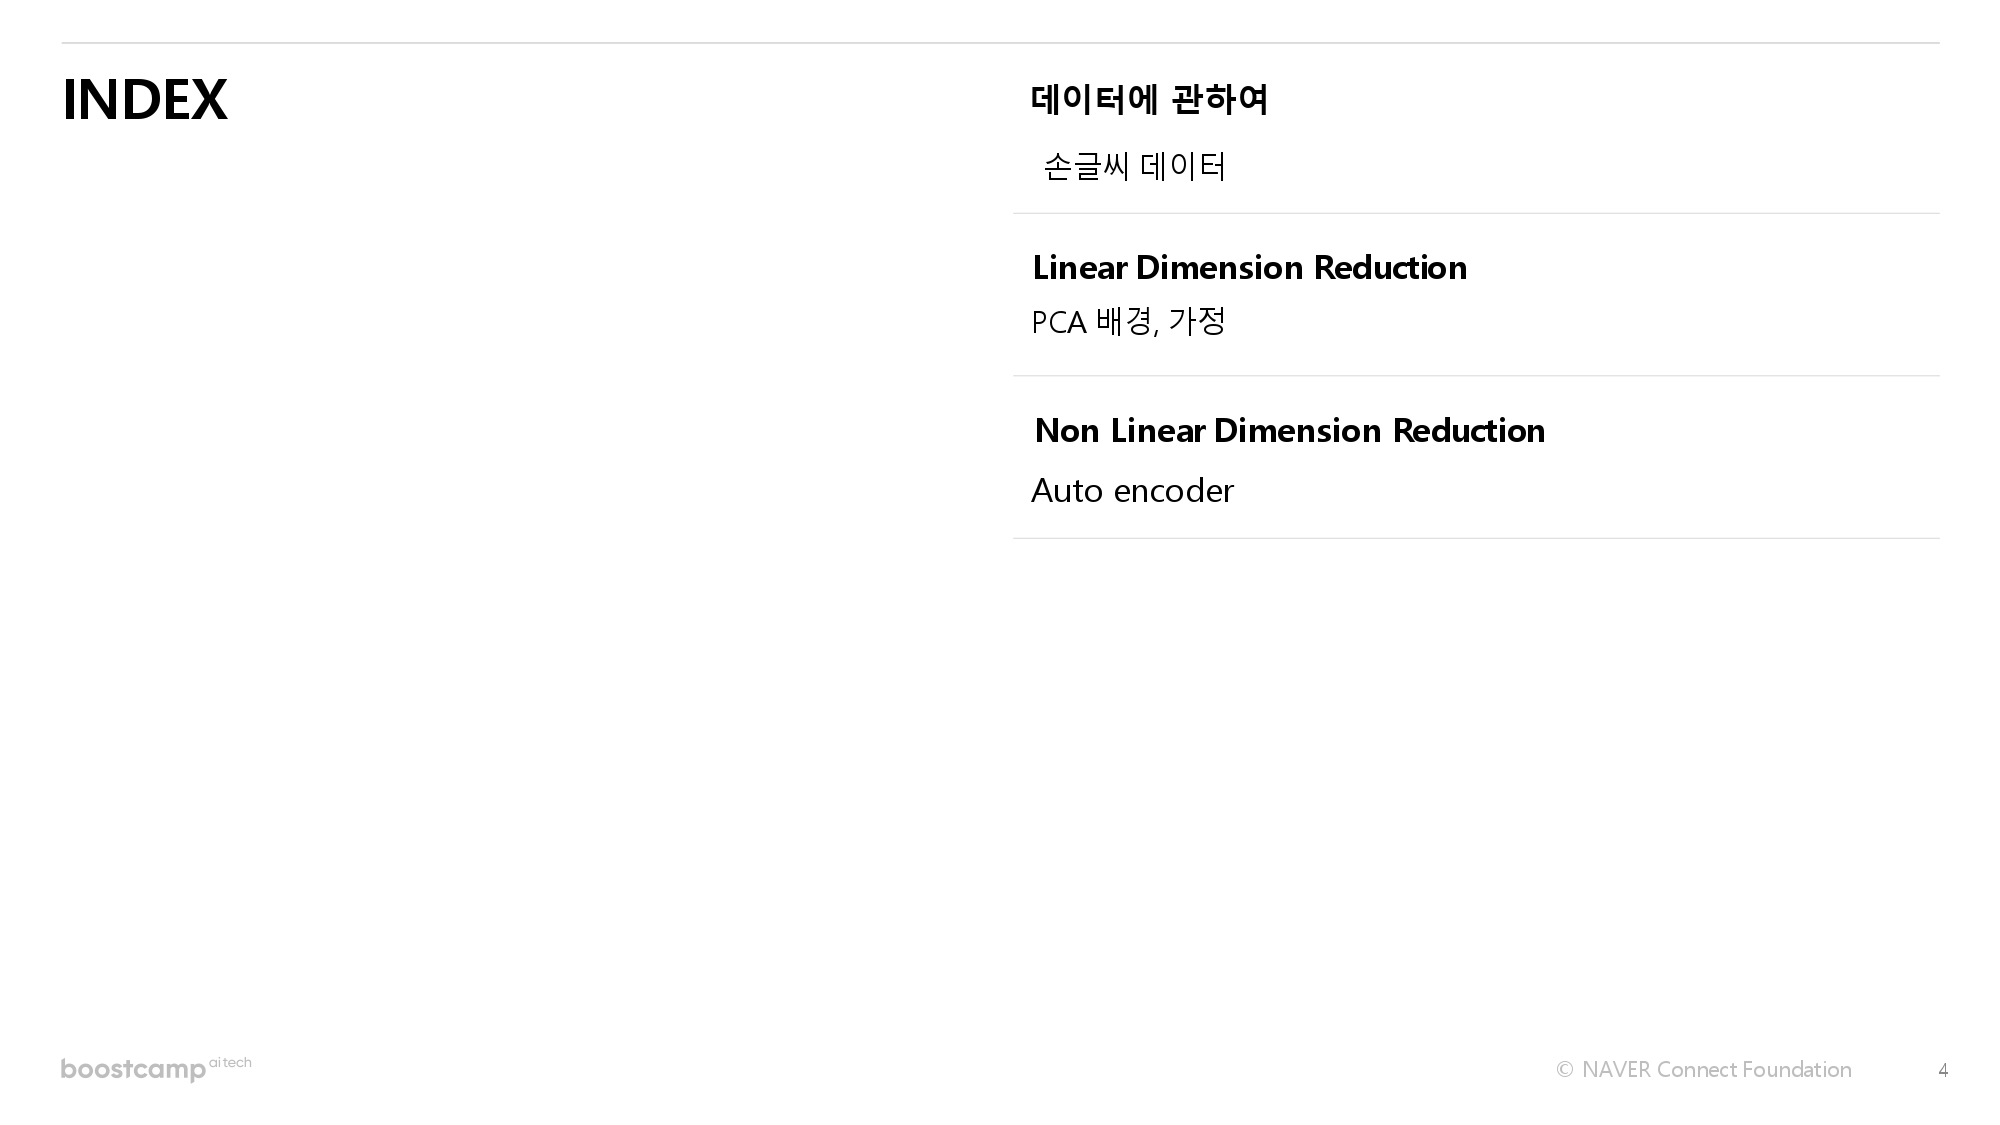 INDEX
데이터에 관하여
손글씨 데이터
Linear Dimension Reduction
PCA 배경, 가정
Non Linear Dimension Reduction
Auto encoder
boostcamp ai tech
© NAVER Connect Foundation
4